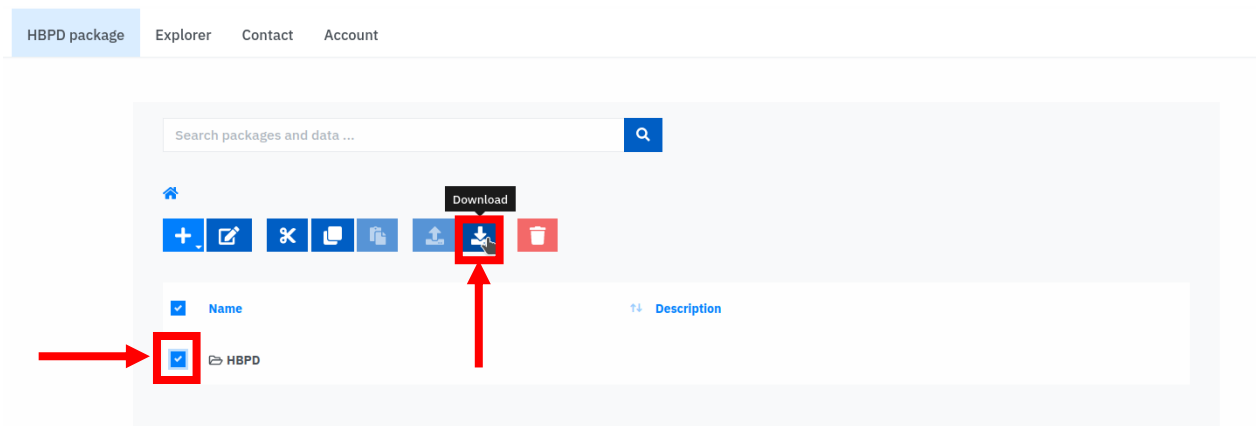 HBPD package Explorer Contact Account
Search packages and data ...
Download
Name Description
HBPD